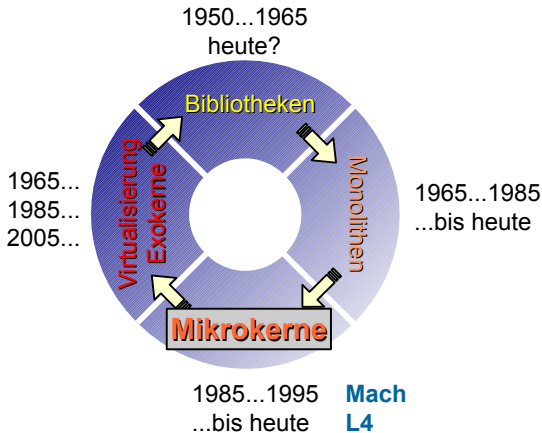 1950...1965
heute?
Bibliotheken
Monolithen
1965...1985
...bis heute
Mikrokerne
1985...1995 Mach
...bis heute L4
Virtualisierung
Exokerne
1965...
1985...
2005...